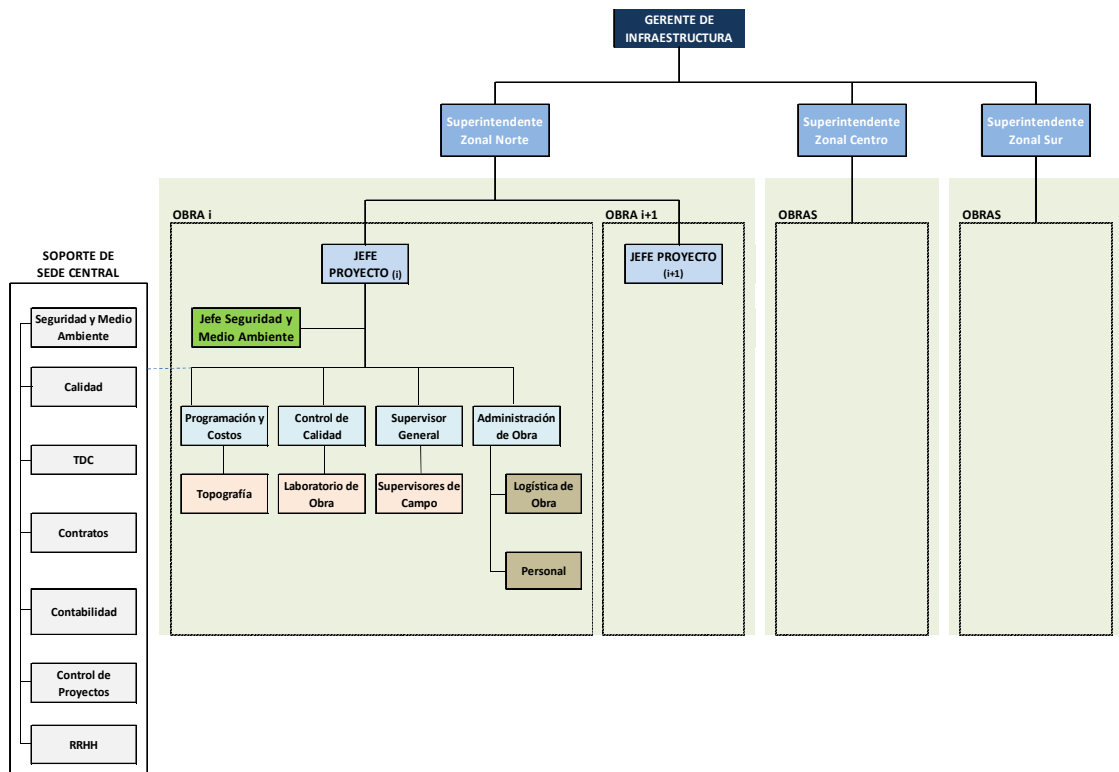 GERENTE DE
INFRAESTRUCTURA
Superintendente
Zonal Norte
Superintendente
Zonal Centro
Superintendente
Zonal Sur
OBRA i
OBRA i+1
OBRAS
OBRAS
JEFE
PROYECTO (i)
JEFE PROYECTO
(i+1)
SOPORTE DE
SEDE CENTRAL
Seguridad y Medio
Ambiente
Calidad
TDC
Contratos
Contabilidad
Control de
Proyectos
RRHH
Jefe Seguridad y
Medio Ambiente
Programación y
Costos
Control de
Calidad
Supervisor
General
Administración
de Obra
Topografía
Laboratorio de
Obra
Supervisores de
Campo
Logística de
Obra
Personal